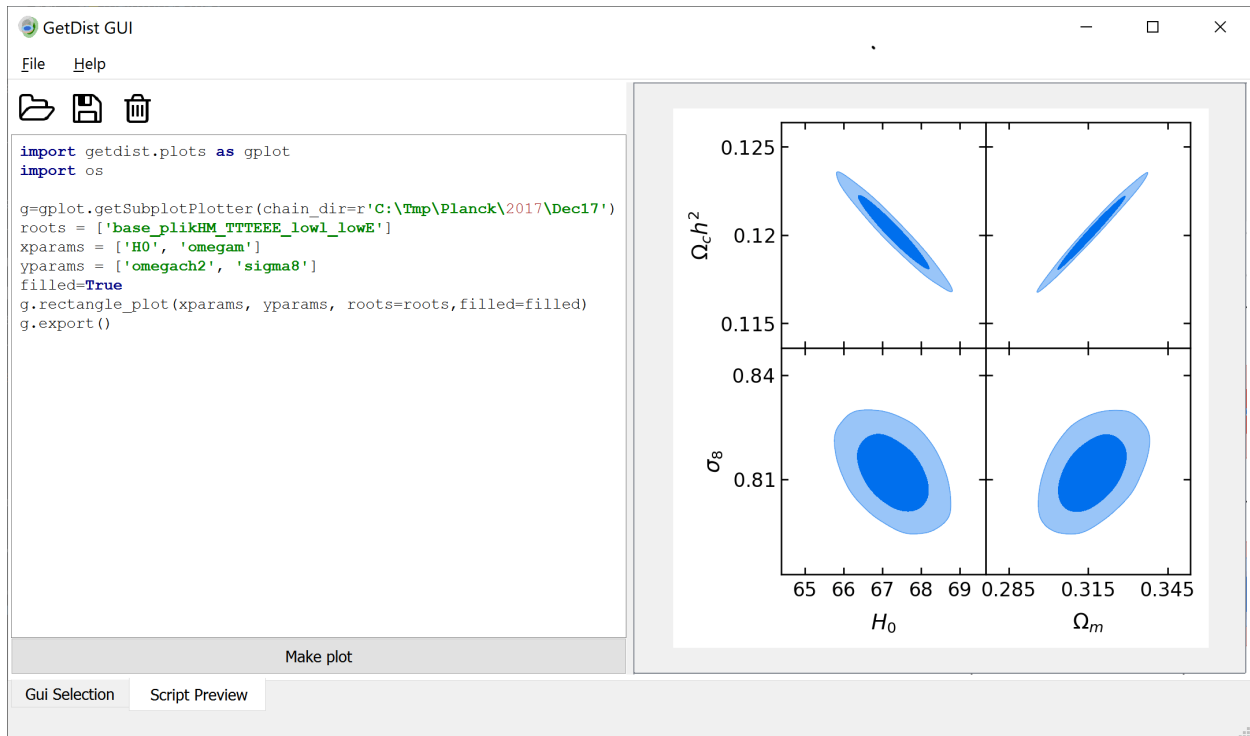 GetDist GUI
File Help
import getdist.plots as gplot
import os
g=gplot.getSubplotPlotter(chain_dir=r'C:\Tmp\Planck\2017\Dec17')
roots = ['base_plikHM_TTTEEE_lowl_lowE']
xparams = ['H0', 'omegam']
yparams = ['omegach2', 'sigma8']
filled=True
g.rectangle_plot(xparams, yparams, roots=roots,filled=filled)
g.export()
Make plot
Gui Selection Script Preview
0.125
0.12
0.115
Ω_c h²
0.84
0.81
σ₈
65 66 67 68 69 0.285 0.315 0.345
H₀ Ω_m